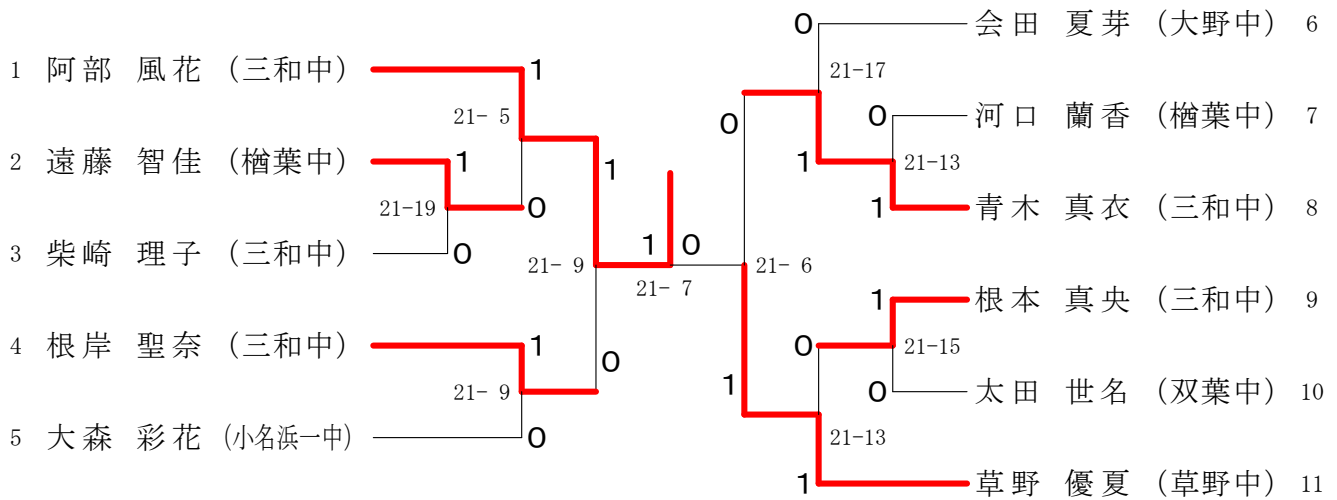 1 阿部 風花 (三和中)
2 遠藤 智佳 (楢葉中)
3 柴崎 理子 (三和中)
4 根岸 聖奈 (三和中)
5 大森 彩花 (小名浜一中)
1
21- 5
1
21-19
0
0
1
21- 9
1
21- 9
0
0
1 0
21- 7
0
21- 6
1
0
21-17
0
1
21-13
1
1
0
21-15
0
21-13
1
会田 夏芽 (大野中) 6
河口 蘭香 (楢葉中) 7
青木 真衣 (三和中) 8
根本 真央 (三和中) 9
太田 世名 (双葉中) 10
草野 優夏 (草野中) 11